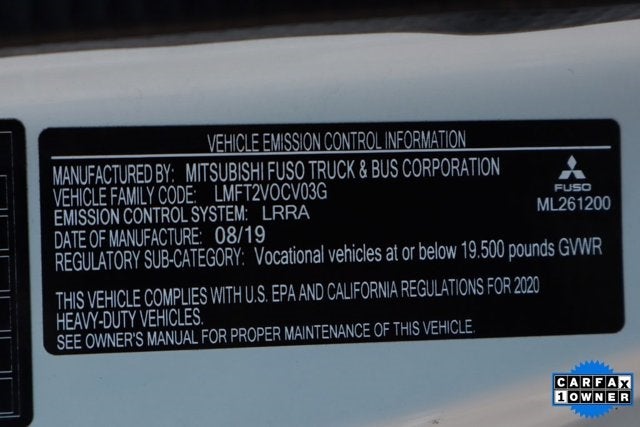 VEHICLE EMISSION CONTROL INFORMATION
MANUFACTURED BY: MITSUBISHI FUSO TRUCK & BUS CORPORATION
VEHICLE FAMILY CODE: LMFT2VOCV03G
EMISSION CONTROL SYSTEM: LRRA
DATE OF MANUFACTURE: 08/19
REGULATORY SUB-CATEGORY: Vocational vehicles at or below 19.500 pounds GVWR
FUSO
ML261200
THIS VEHICLE COMPLIES WITH U.S. EPA AND CALIFORNIA REGULATIONS FOR 2020
HEAVY-DUTY VEHICLES.
SEE OWNER'S MANUAL FOR PROPER MAINTENANCE OF THIS VEHICLE.
CARFAX
1 OWNER